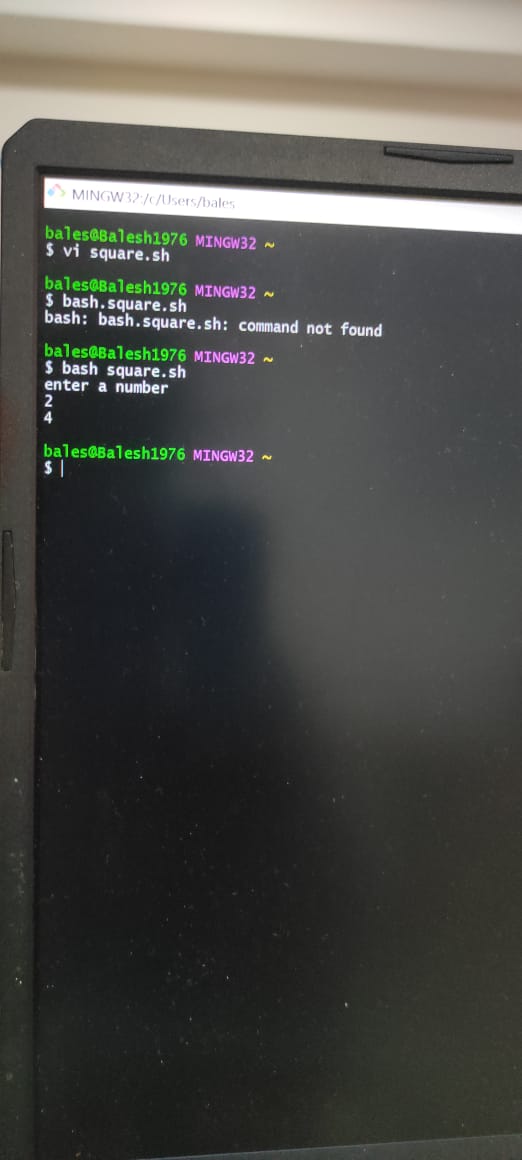 MINGW32:/c/Users/bales
bales@Balesh1976 MINGW32 ~
$ vi square.sh
bales@Balesh1976 MINGW32 ~
$ bash.square.sh
bash: bash.square.sh: command not found
bales@Balesh1976 MINGW32 ~
$ bash square.sh
enter a number
2
4
bales@Balesh1976 MINGW32 ~
$